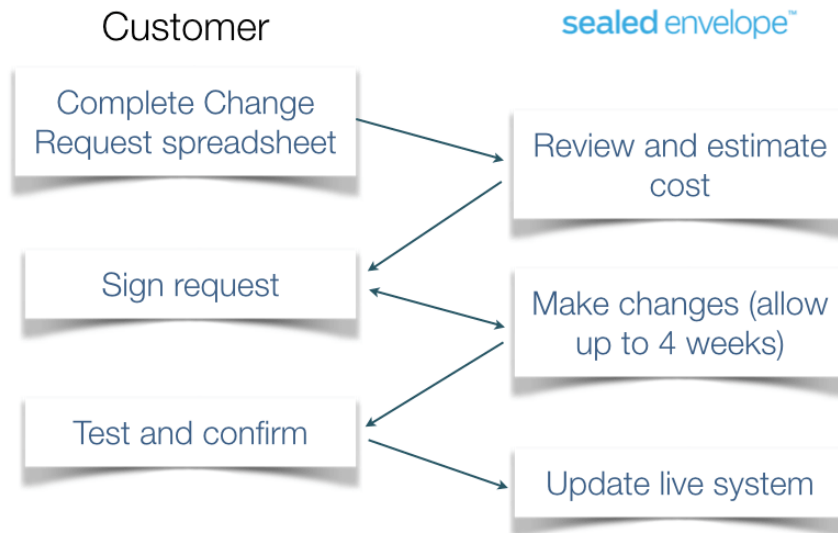 Customer
sealed envelope™
Complete Change
Request spreadsheet
Review and estimate
cost
Sign request
Make changes (allow
up to 4 weeks)
Test and confirm
Update live system